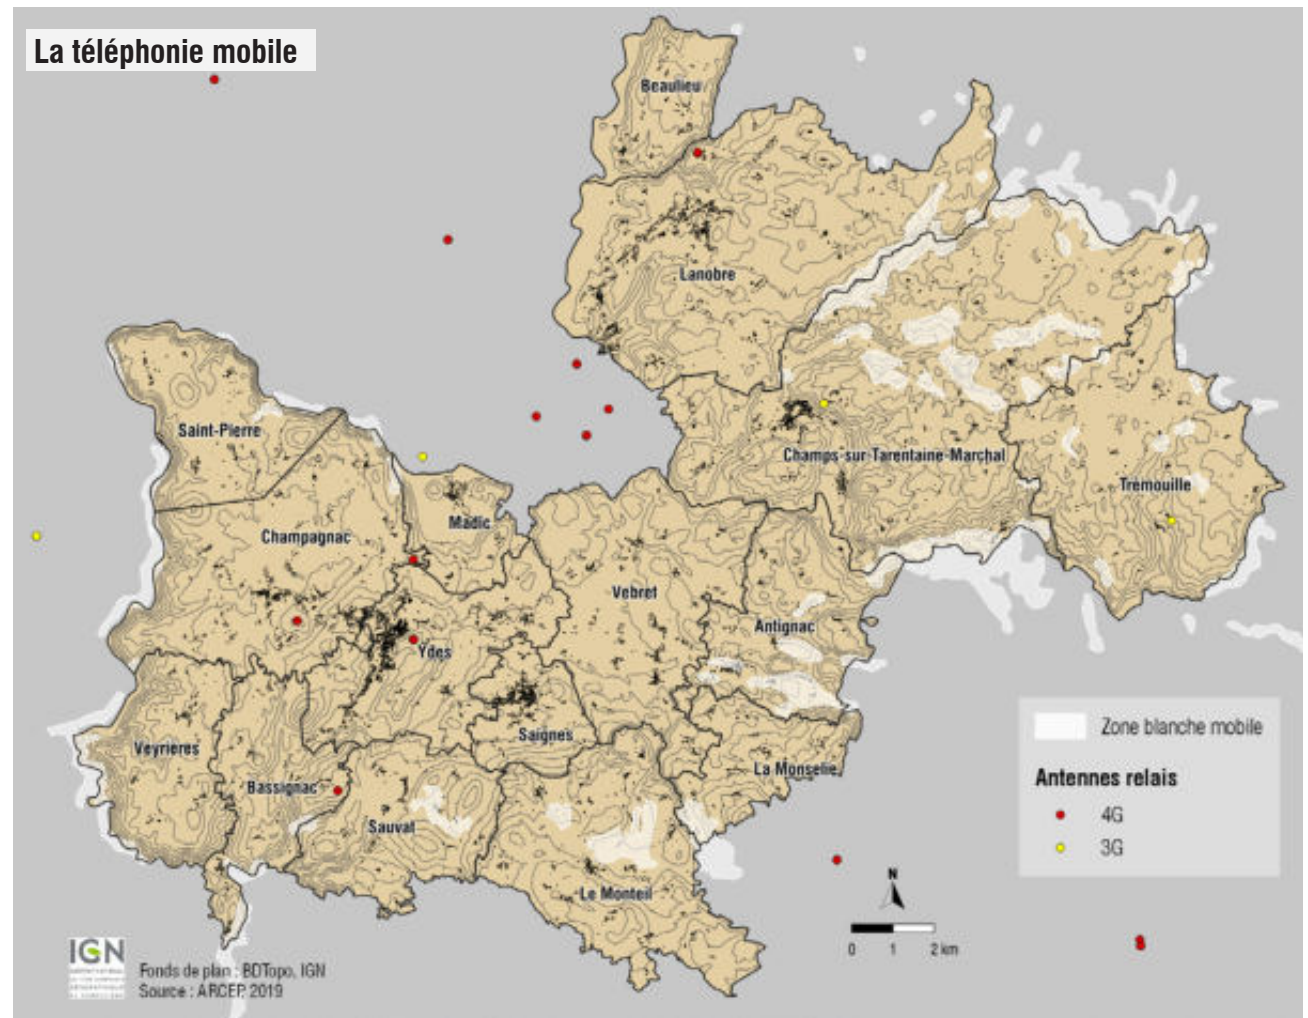 La téléphonie mobile
Beaulieu
Lanobre
Saint-Pierre
Champs-sur-Tarentaine-Marchal
Trémouille
Madic
Champagnac
Vebret
Antignac
Ydes
Saignes
Veyrières
La Monselie
Bassignac
Sauvat
Le Monteil
Zone blanche mobile
Antennes relais
4G
3G
N
0 1 2 km
IGN
Fonds de plan : BDTopo, IGN
Source : ARCEP, 2019